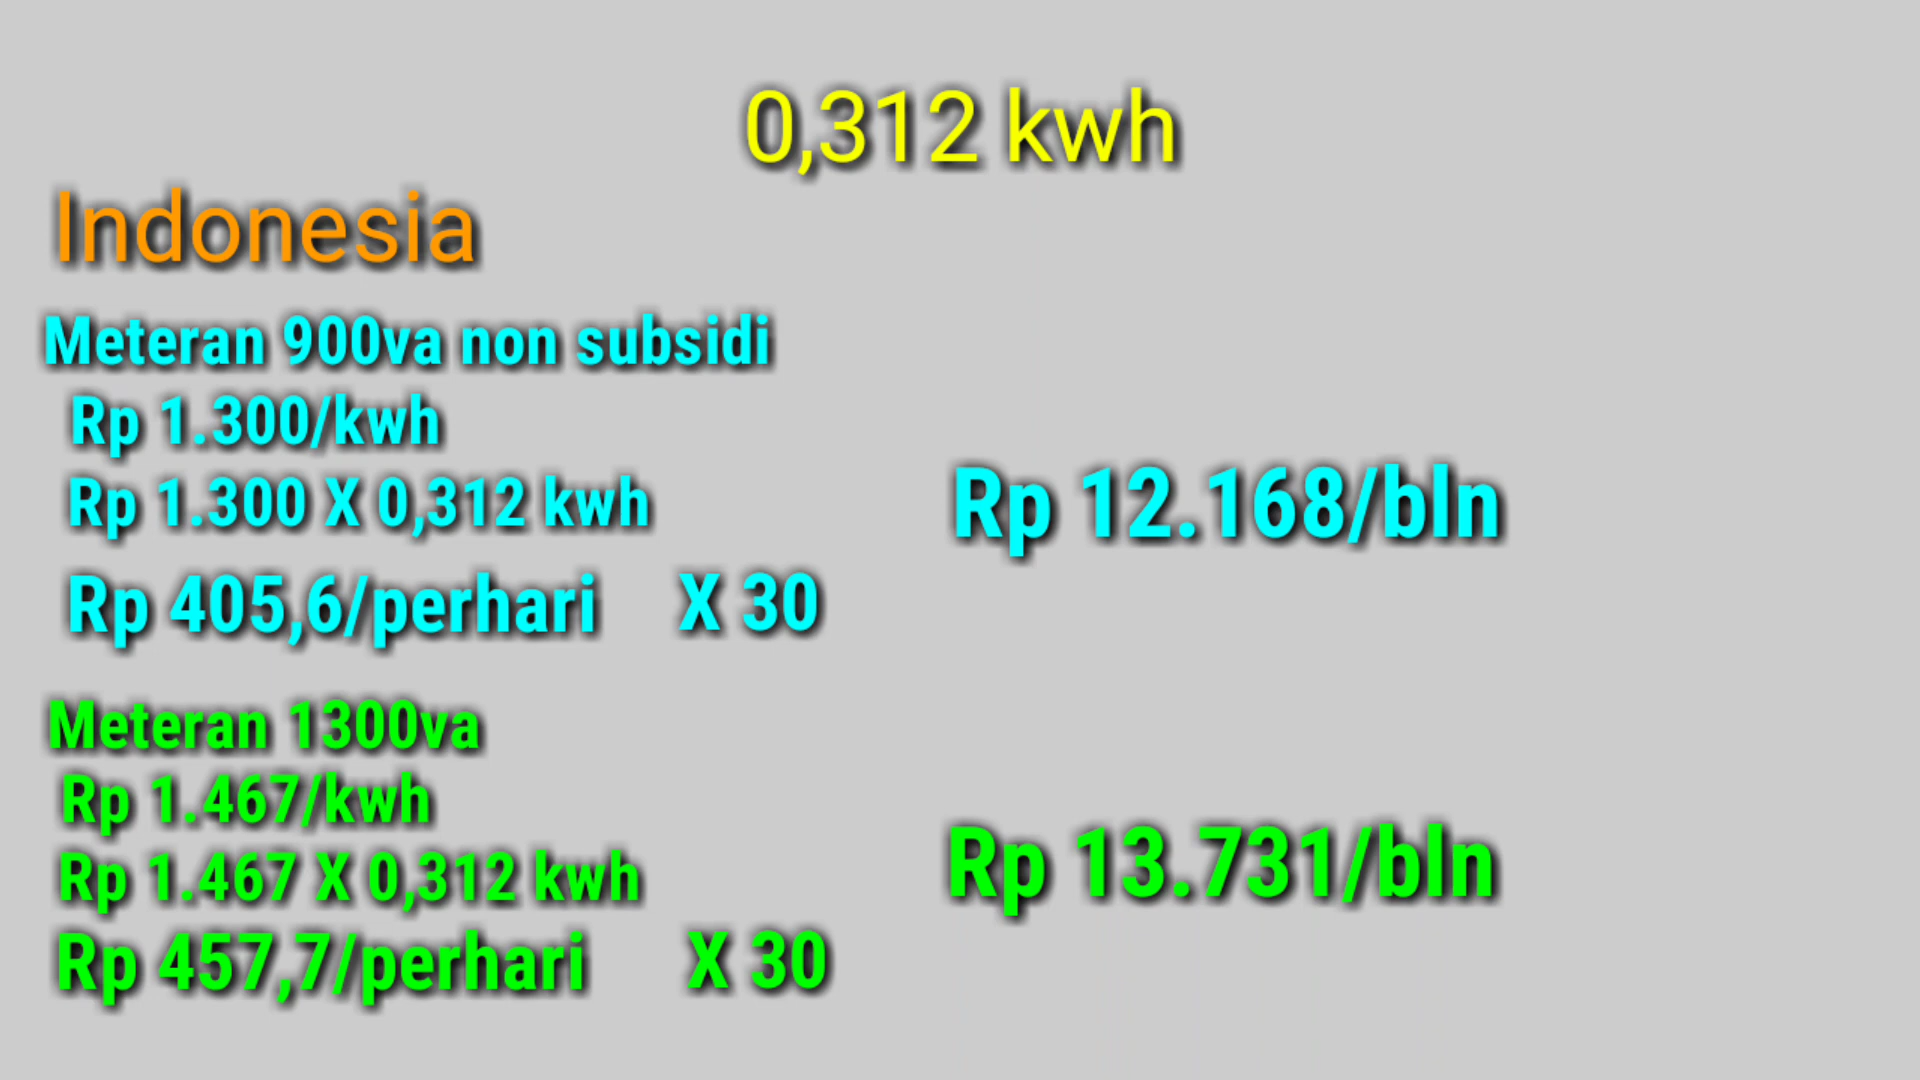 0,312 kwh
Indonesia
Meteran 900va non subsidi
Rp 1.300/kwh
Rp 1.300 X 0,312 kwh
Rp 12.168/bln
Rp 405,6/perhari X 30
Meteran 1300va
Rp 1.467/kwh
Rp 1.467 X 0,312 kwh
Rp 13.731/bln
Rp 457,7/perhari X 30